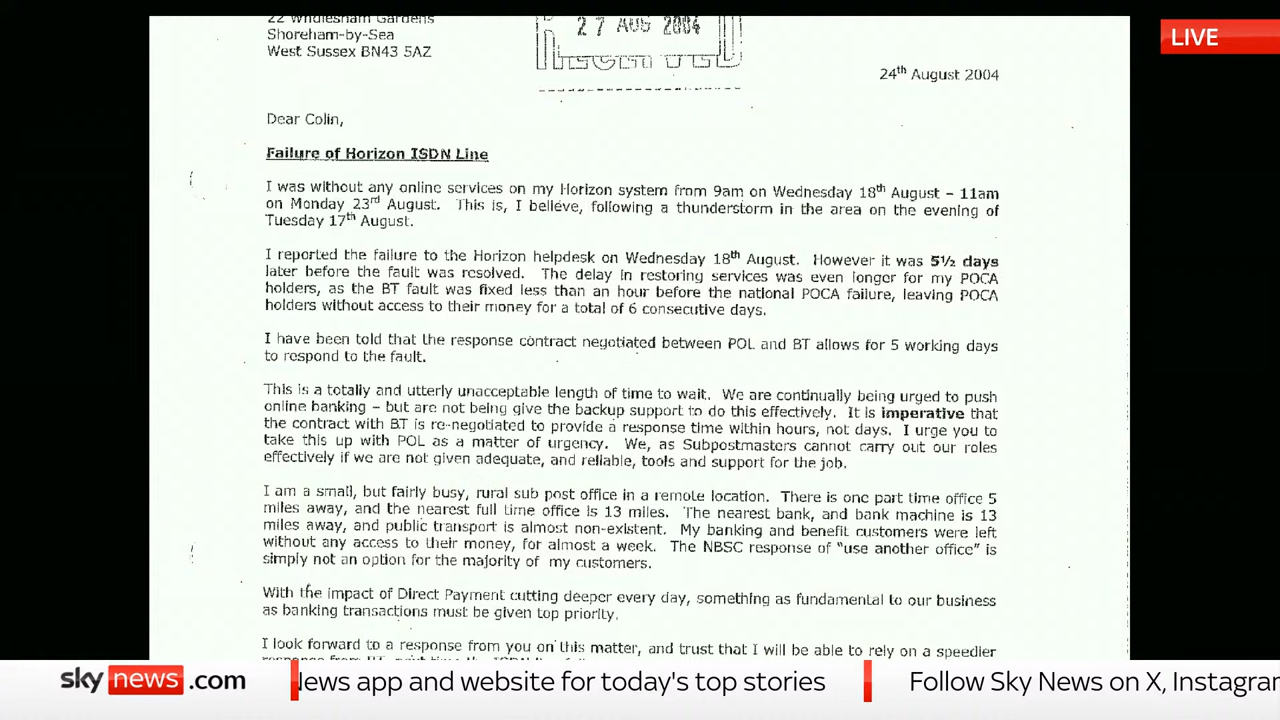 22 Windlesham Gardens
Shoreham-by-Sea
West Sussex BN43 5AZ
27 AUG 2004
RECEIVED
LIVE
24th August 2004
Dear Colin,
Failure of Horizon ISDN Line
I was without any online services on my Horizon system from 9am on Wednesday 18th August – 11am
on Monday 23rd August. This is, I believe, following a thunderstorm in the area on the evening of
Tuesday 17th August.
I reported the failure to the Horizon helpdesk on Wednesday 18th August. However it was 5½ days
later before the fault was resolved. The delay in restoring services was even longer for my POCA
holders, as the BT fault was fixed less than an hour before the national POCA failure, leaving POCA
holders without access to their money for a total of 6 consecutive days.
I have been told that the response contract negotiated between POL and BT allows for 5 working days
to respond to the fault.
This is a totally and utterly unacceptable length of time to wait. We are continually being urged to push
online banking – but are not being give the backup support to do this effectively. It is imperative that
the contract with BT is re-negotiated to provide a response time within hours, not days. I urge you to
take this up with POL as a matter of urgency. We, as Subpostmasters cannot carry out our roles
effectively if we are not given adequate, and reliable, tools and support for the job.
I am a small, but fairly busy, rural sub post office in a remote location. There is one part time office 5
miles away, and the nearest full time office is 13 miles. The nearest bank, and bank machine is 13
miles away, and public transport is almost non-existent. My banking and benefit customers were left
without any access to their money, for almost a week. The NBSC response of "use another office" is
simply not an option for the majority of my customers.
With the impact of Direct Payment cutting deeper every day, something as fundamental to our business
as banking transactions must be given top priority.
I look forward to a response from you on this matter, and trust that I will be able to rely on a speedier
sky news .com
News app and website for today's top stories
Follow Sky News on X, Instagram